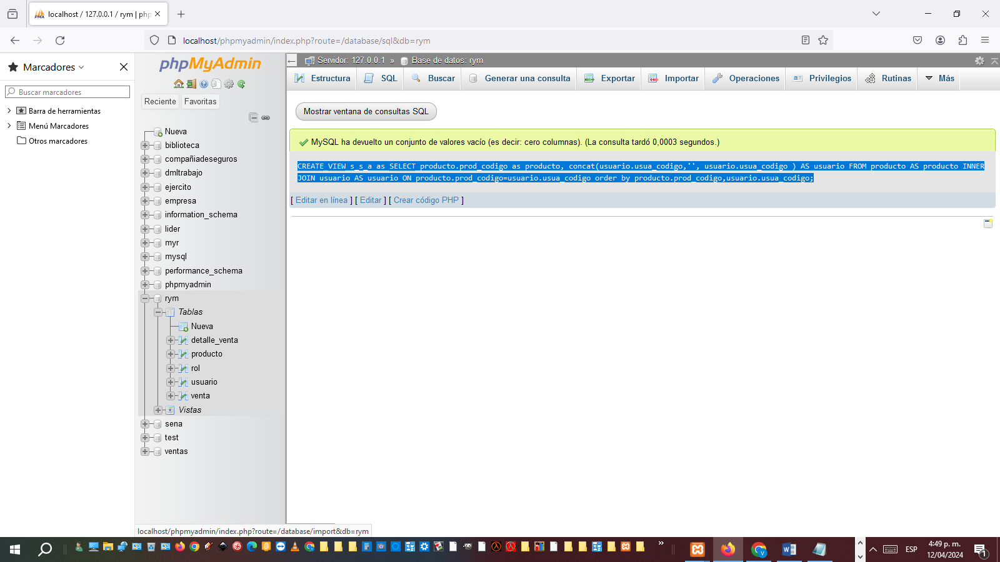 localhost / 127.0.0.1 / rym | php
localhost/phpmyadmin/index.php?route=/database/sql&db=rym
Marcadores
Buscar marcadores
Barra de herramientas
Menú Marcadores
Otros marcadores
phpMyAdmin
Reciente Favoritas
Nueva
biblioteca
compañiadeseguros
dmltrabajo
ejercito
empresa
information_schema
lider
myr
mysql
performance_schema
phpmyadmin
rym
Tablas
Nueva
detalle_venta
producto
rol
usuario
venta
Vistas
sena
test
ventas
Servidor: 127.0.0.1 » Base de datos: rym
Estructura SQL Buscar Generar una consulta Exportar Importar Operaciones Privilegios Rutinas Más
Mostrar ventana de consultas SQL
MySQL ha devuelto un conjunto de valores vacío (es decir: cero columnas). (La consulta tardó 0,0003 segundos.)
CREATE VIEW s_s_a as SELECT producto.prod_codigo as producto, concat(usuario.usua_codigo,'', usuario.usua_codigo ) AS usuario FROM producto AS producto INNER
JOIN usuario AS usuario ON producto.prod_codigo=usuario.usua_codigo order by producto.prod_codigo,usuario.usua_codigo;
[ Editar en línea ] [ Editar ] [ Crear código PHP ]
localhost/phpmyadmin/index.php?route=/database/import&db=rym
ESP
4:49 p. m.
12/04/2024
1